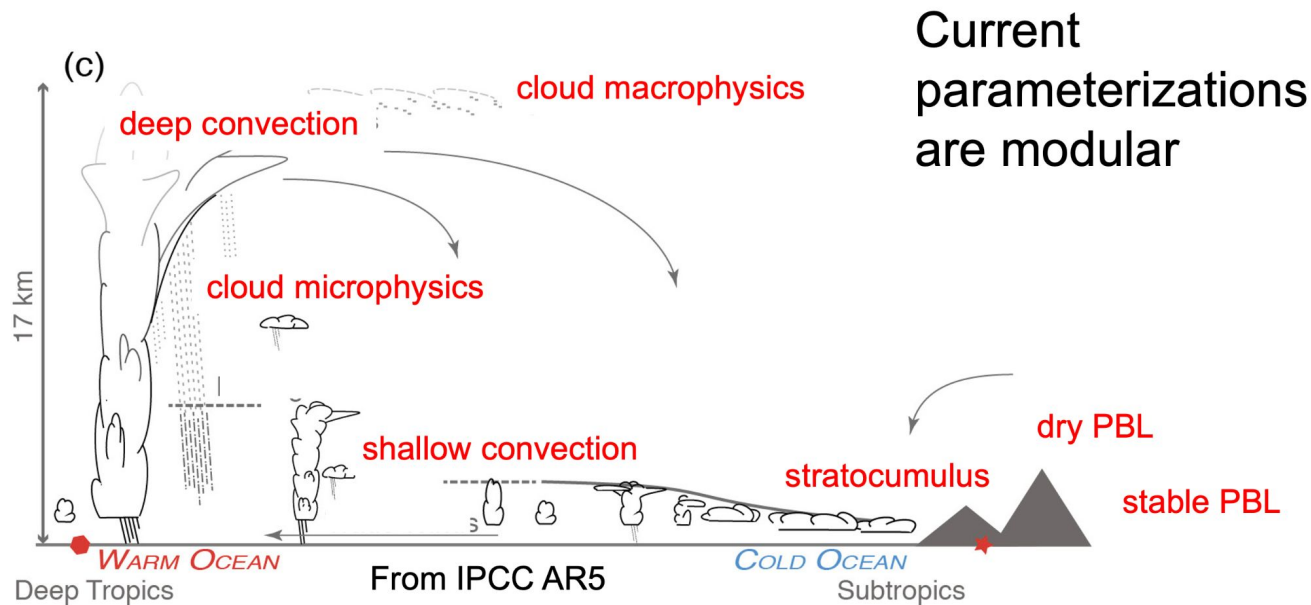 Current
parameterizations
are modular
(c)
cloud macrophysics
deep convection
17 km
cloud microphysics
shallow convection
dry PBL
stratocumulus
stable PBL
s
WARM OCEAN
COLD OCEAN
Deep Tropics
From IPCC AR5
Subtropics